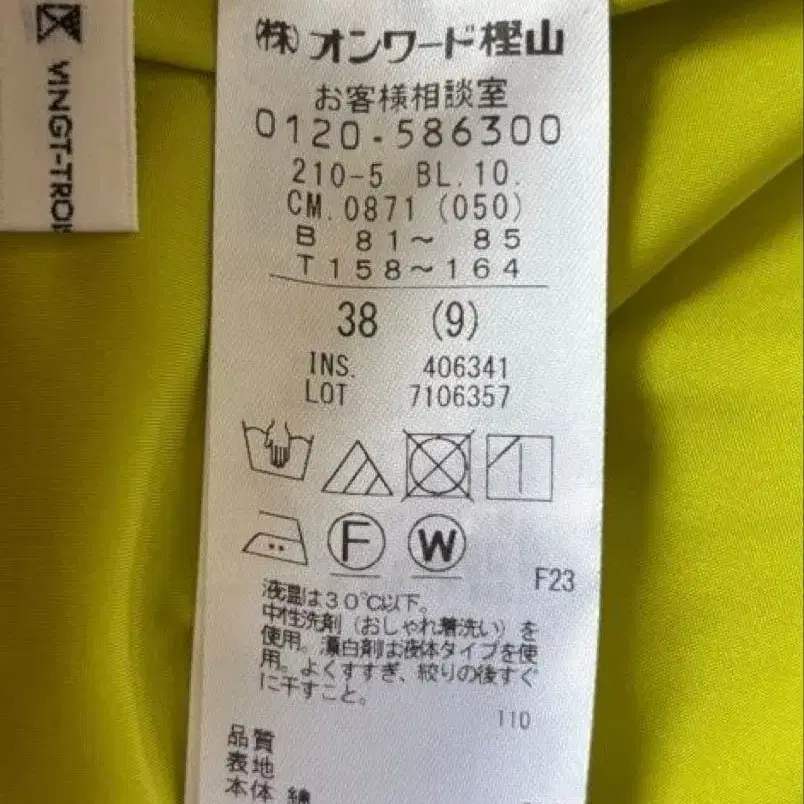 VINGT-TROI
(株)オンワード樫山
お客様相談室
0120-586300
210-5 BL.10.
CM.0871 (050)
B 81～ 85
T158～164
38 (9)
INS. 406341
LOT 7106357
F
W
F23
液温は30℃以下。
中性洗剤(おしゃれ着洗い)を
使用。漂白剤は液体タイプを使
用。よくすすぎ、絞りの後すぐ
に干すこと。
110
品質
表地
本体 綿